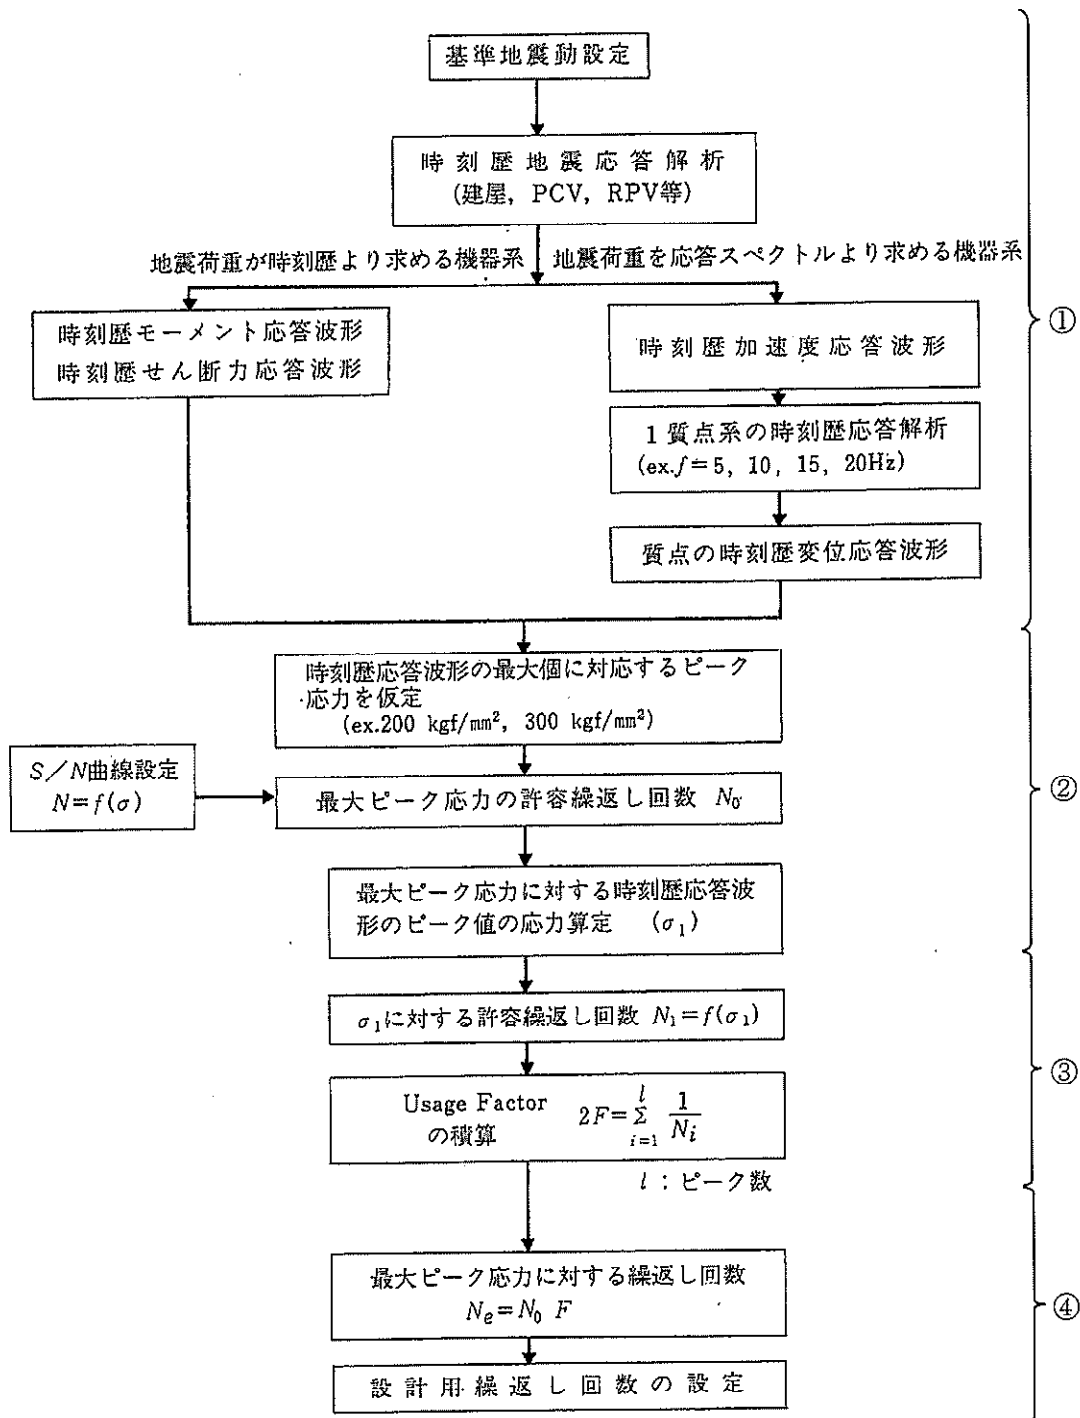 基準地震動設定
時刻歴地震応答解析
(建屋, PCV, RPV等)
地震荷重が時刻歴より求める機器系
地震荷重を応答スペクトルより求める機器系
時刻歴モーメント応答波形
時刻歴せん断力応答波形
時刻歴加速度応答波形
1質点系の時刻歴応答解析
(ex.f=5, 10, 15, 20Hz)
質点の時刻歴変位応答波形
①
時刻歴応答波形の最大個に対応するピーク
応力を仮定
(ex.200 kgf/mm², 300 kgf/mm²)
S/N曲線設定
N=f(σ)
最大ピーク応力の許容繰返し回数 N₀
最大ピーク応力に対する時刻歴応答波
形のピーク値の応力算定 (σ₁)
②
σ₁に対する許容繰返し回数 N₁=f(σ₁)
Usage Factor
の積算
2F=Σ_{i=1}^{l} 1/Ni
l：ピーク数
③
最大ピーク応力に対する繰返し回数
Ne=N₀ F
設計用繰返し回数の設定
④